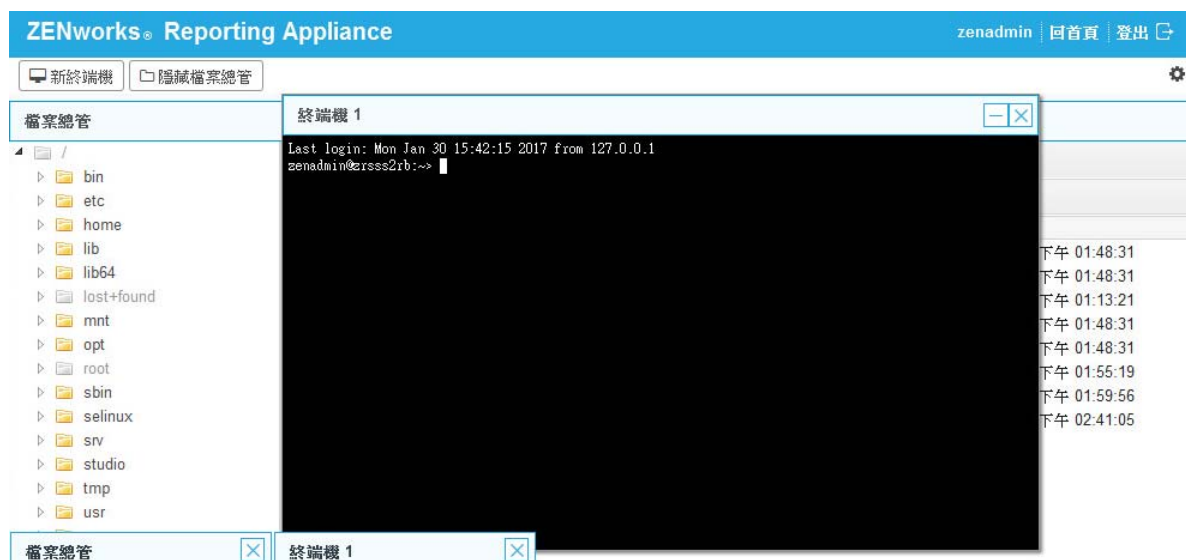 ZENworks® Reporting Appliance
zenadmin 回首頁 登出
新終端機 隱藏檔案總管
檔案總管
終端機 1
Last login: Mon Jan 30 15:42:15 2017 from 127.0.0.1
zenadmin@zrsss2rb:~>
/
bin
etc
home
lib
lib64
lost+found
mnt
opt
root
sbin
selinux
srv
studio
tmp
usr
下午 01:48:31
下午 01:48:31
下午 01:13:21
下午 01:48:31
下午 01:48:31
下午 01:55:19
下午 01:59:56
下午 02:41:05
檔案總管
終端機 1